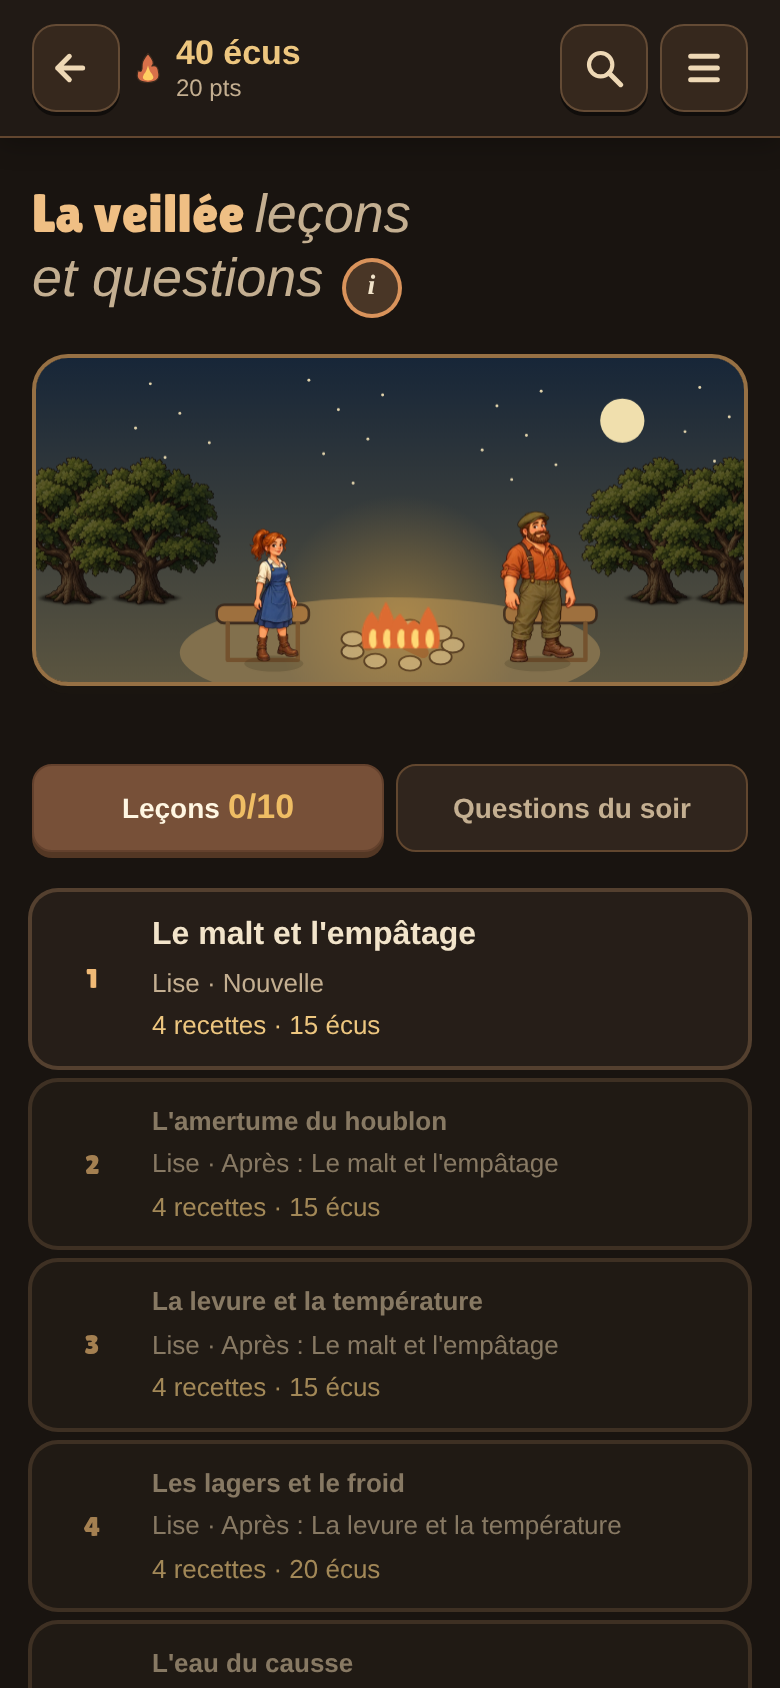 40 écus
20 pts
La veillée leçons
et questions i
Leçons 0/10
Questions du soir
1
Le malt et l'empâtage
Lise · Nouvelle
4 recettes · 15 écus
2
L'amertume du houblon
Lise · Après : Le malt et l'empâtage
4 recettes · 15 écus
3
La levure et la température
Lise · Après : Le malt et l'empâtage
4 recettes · 15 écus
4
Les lagers et le froid
Lise · Après : La levure et la température
4 recettes · 20 écus
L'eau du causse